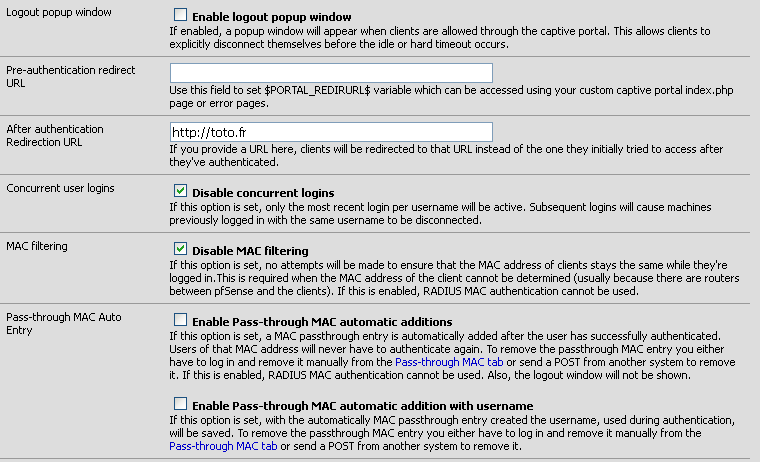 Logout popup window
Enable logout popup window
If enabled, a popup window will appear when clients are allowed through the captive portal. This allows clients to
explicitly disconnect themselves before the idle or hard timeout occurs.
Pre-authentication redirect
URL
Use this field to set $PORTAL_REDIRURL$ variable which can be accessed using your custom captive portal index.php
page or error pages.
After authentication
Redirection URL
http://toto.fr
If you provide a URL here, clients will be redirected to that URL instead of the one they initially tried to access after
they've authenticated.
Concurrent user logins
Disable concurrent logins
If this option is set, only the most recent login per username will be active. Subsequent logins will cause machines
previously logged in with the same username to be disconnected.
MAC filtering
Disable MAC filtering
If this option is set, no attempts will be made to ensure that the MAC address of clients stays the same while they're
logged in.This is required when the MAC address of the client cannot be determined (usually because there are routers
between pfSense and the clients). If this is enabled, RADIUS MAC authentication cannot be used.
Pass-through MAC Auto
Entry
Enable Pass-through MAC automatic additions
If this option is set, a MAC passthrough entry is automatically added after the user has successfully authenticated.
Users of that MAC address will never have to authenticate again. To remove the passthrough MAC entry you either
have to log in and remove it manually from the Pass-through MAC tab or send a POST from another system to remove
it. If this is enabled, RADIUS MAC authentication cannot be used. Also, the logout window will not be shown.
Enable Pass-through MAC automatic addition with username
If this option is set, with the automatically MAC passthrough entry created the username, used during authentication,
will be saved. To remove the passthrough MAC entry you either have to log in and remove it manually from the
Pass-through MAC tab or send a POST from another system to remove it.